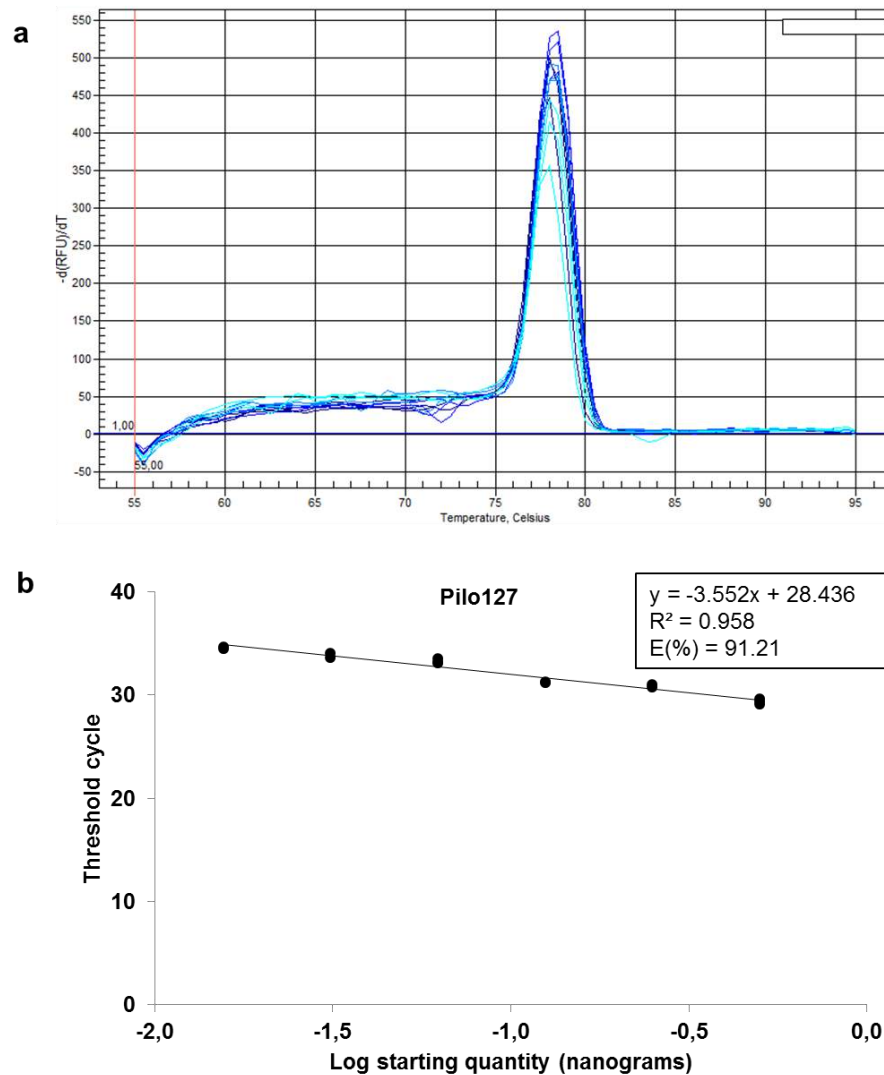 a
550
500
450
400
350
300
250
200
150
100
50
0
-50
-d(RFU)/dT
1,00
55,00
55 60 65 70 75 80 85 90 95
Temperature, Celsius
b
Pilo127
y = -3.552x + 28.436
R² = 0.958
E(%) = 91.21
40
30
20
10
0
Threshold cycle
-2,0 -1,5 -1,0 -0,5 0,0
Log starting quantity (nanograms)